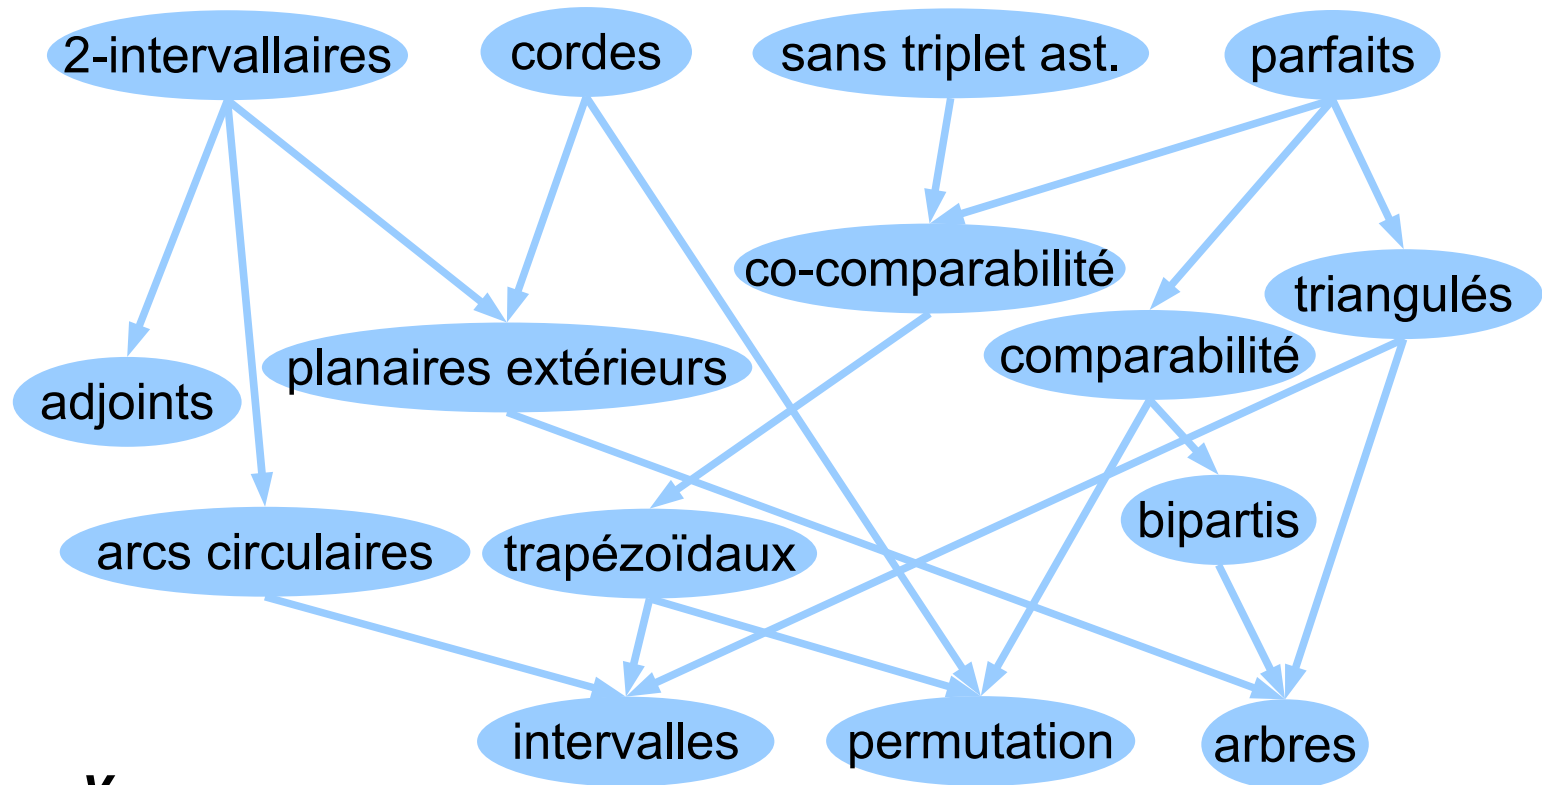 2-intervallaires
cordes
sans triplet ast.
parfaits
co-comparabilité
triangulés
comparabilité
planaires extérieurs
adjoints
bipartis
arcs circulaires
trapézoïdaux
intervalles
permutation
arbres